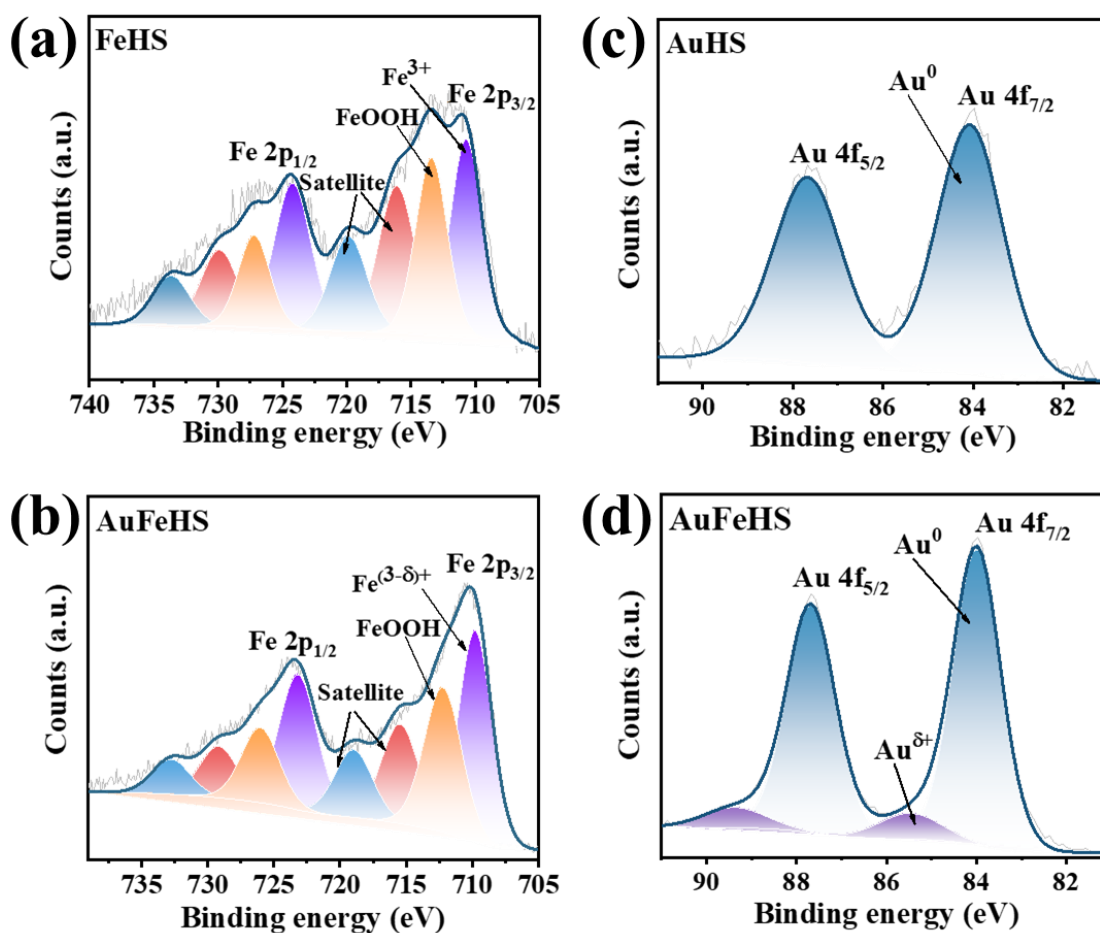 (a)
FeHS
Fe³⁺
Fe 2p₃/₂
FeOOH
Fe 2p₁/₂
Satellite
Counts (a.u.)
740 735 730 725 720 715 710 705
Binding energy (eV)
(c)
AuHS
Au⁰
Au 4f₇/₂
Au 4f₅/₂
Counts (a.u.)
90 88 86 84 82
Binding energy (eV)
(b)
AuFeHS
Fe⁽³⁻ᵟ⁾⁺
Fe 2p₃/₂
FeOOH
Fe 2p₁/₂
Satellite
Counts (a.u.)
735 730 725 720 715 710 705
Binding energy (eV)
(d)
AuFeHS
Au⁰
Au 4f₇/₂
Au 4f₅/₂
Auᵟ⁺
Counts (a.u.)
90 88 86 84 82
Binding energy (eV)